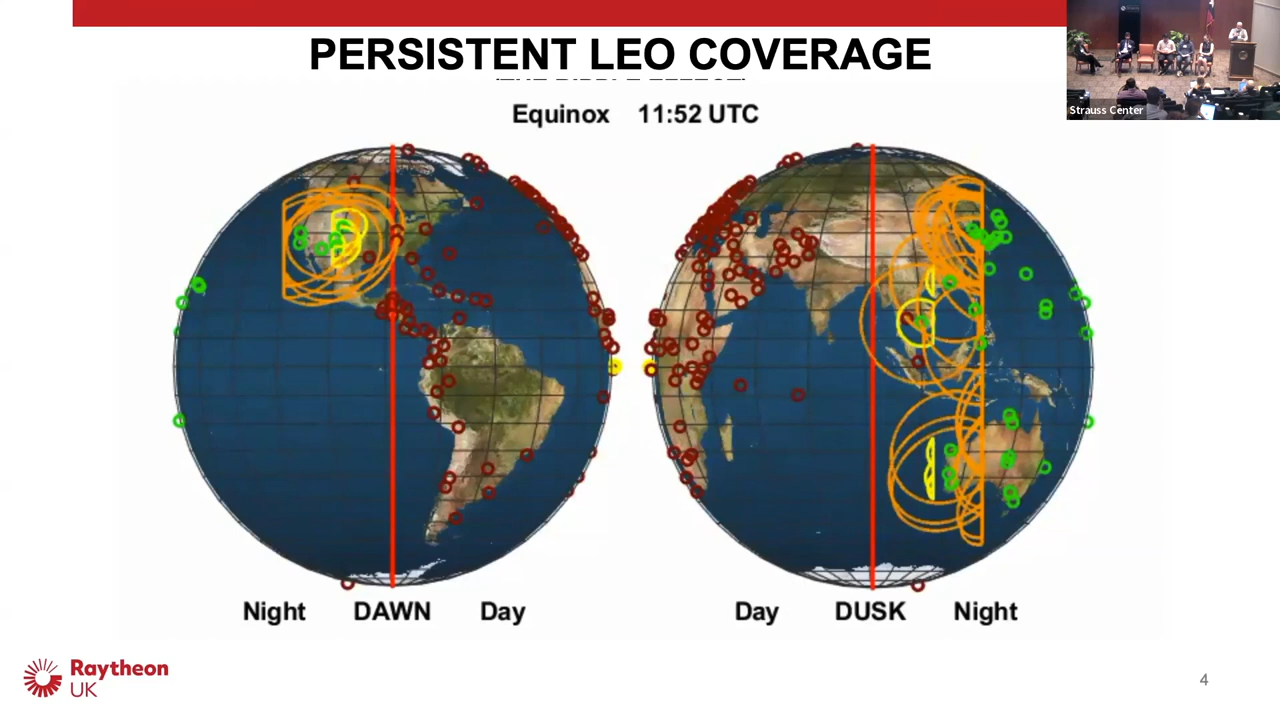 PERSISTENT LEO COVERAGE
Equinox 11:52 UTC
Strauss Center
Night DAWN Day
Day DUSK Night
Raytheon
UK
4